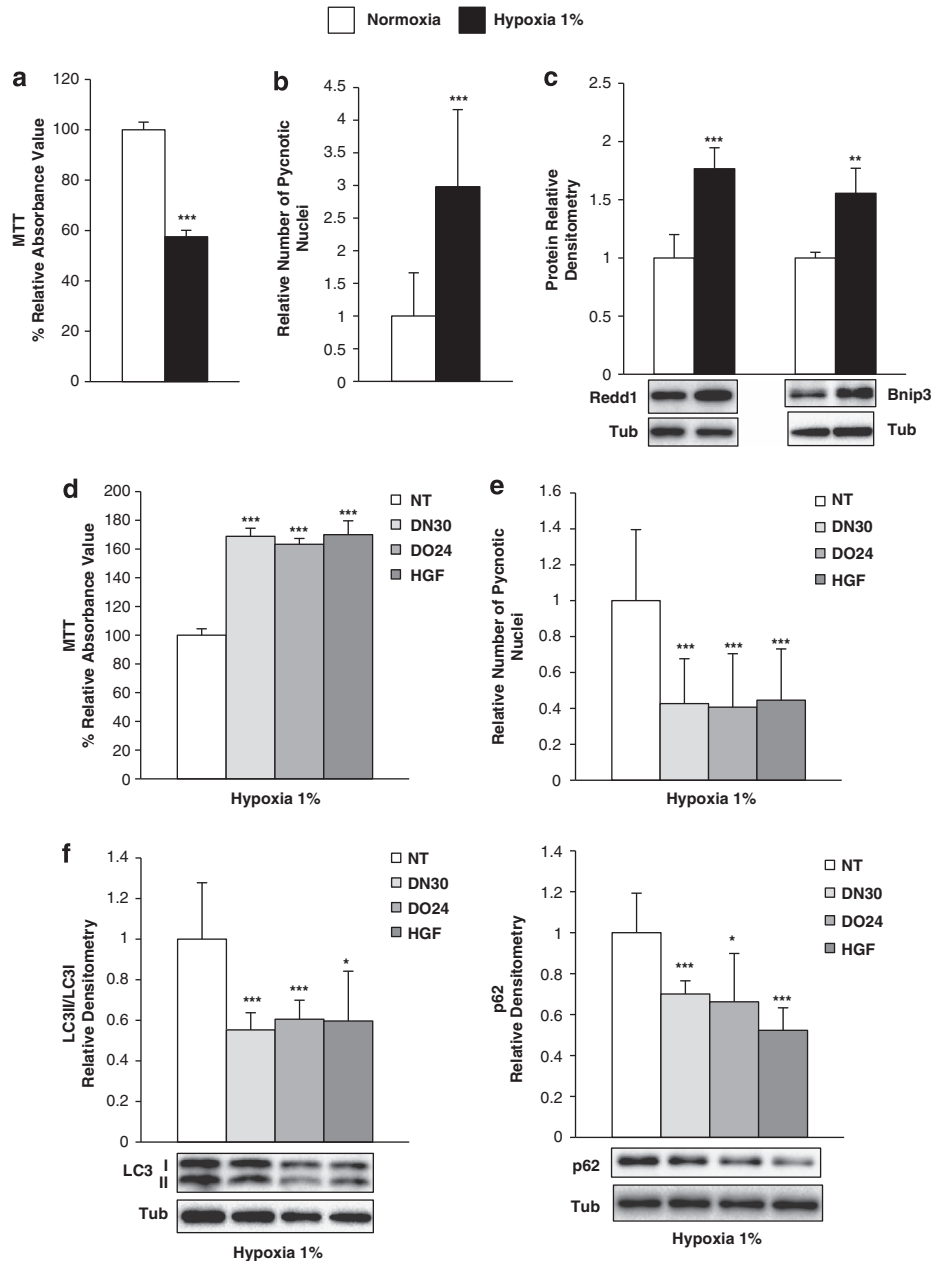 Normoxia
Hypoxia 1%
a
MTT
% Relative Absorbance Value
120
100
80
60
40
20
0
***
b
Relative Number of Pycnotic
Nuclei
4.5
4
3.5
3
2.5
2
1.5
1
0.5
0
***
c
Protein Relative
Densitometry
2.5
2
1.5
1
0.5
0
***
**
Redd1
Tub
Bnip3
Tub
d
MTT
% Relative Absorbance Value
200
180
160
140
120
100
80
60
40
20
0
***
***
***
NT
DN30
DO24
HGF
Hypoxia 1%
e
Relative Number of Pycnotic
Nuclei
1.6
1.4
1.2
1
0.8
0.6
0.4
0.2
0
***
***
***
NT
DN30
DO24
HGF
Hypoxia 1%
f
LC3II/LC3I
Relative Densitometry
1.4
1.2
1
0.8
0.6
0.4
0.2
0
***
***
*
NT
DN30
DO24
HGF
LC3
I
II
Tub
Hypoxia 1%
p62
Relative Densitometry
1.4
1.2
1
0.8
0.6
0.4
0.2
0
***
*
***
NT
DN30
DO24
HGF
p62
Tub
Hypoxia 1%